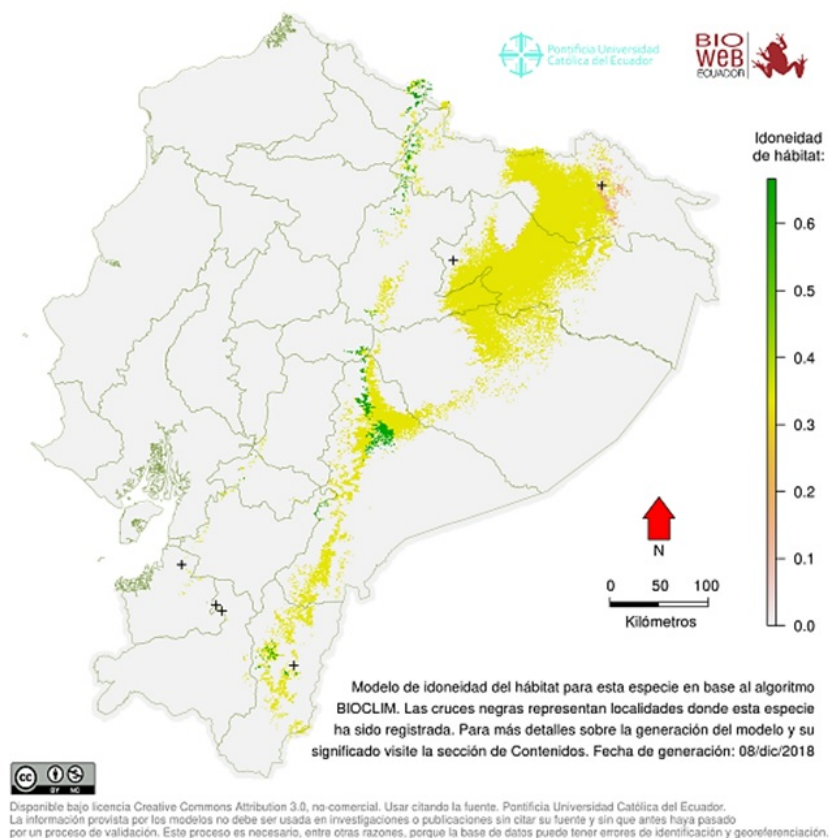 Pontificia Universidad
Católica del Ecuador
BIO
WEB
ECUADOR
Idoneidad
de hábitat:
0.6
0.5
0.4
0.3
0.2
0.1
0.0
N
0 50 100
Kilómetros
Modelo de idoneidad del hábitat para esta especie en base al algoritmo
BIOCLIM. Las cruces negras representan localidades donde esta especie
ha sido registrada. Para más detalles sobre la generación del modelo y su
significado visite la sección de Contenidos. Fecha de generación: 08/dic/2018
cc
BY NC
Disponible bajo licencia Creative Commons Attribution 3.0, no-comercial. Usar citando la fuente. Pontificia Universidad Católica del Ecuador.
La información provista por los modelos no debe ser usada en investigaciones o publicaciones sin citar su fuente y sin que antes haya pasado
por un proceso de validación. Este proceso es necesario, entre otras razones, porque la base de datos puede tener errores de identificación y georeferenciación.